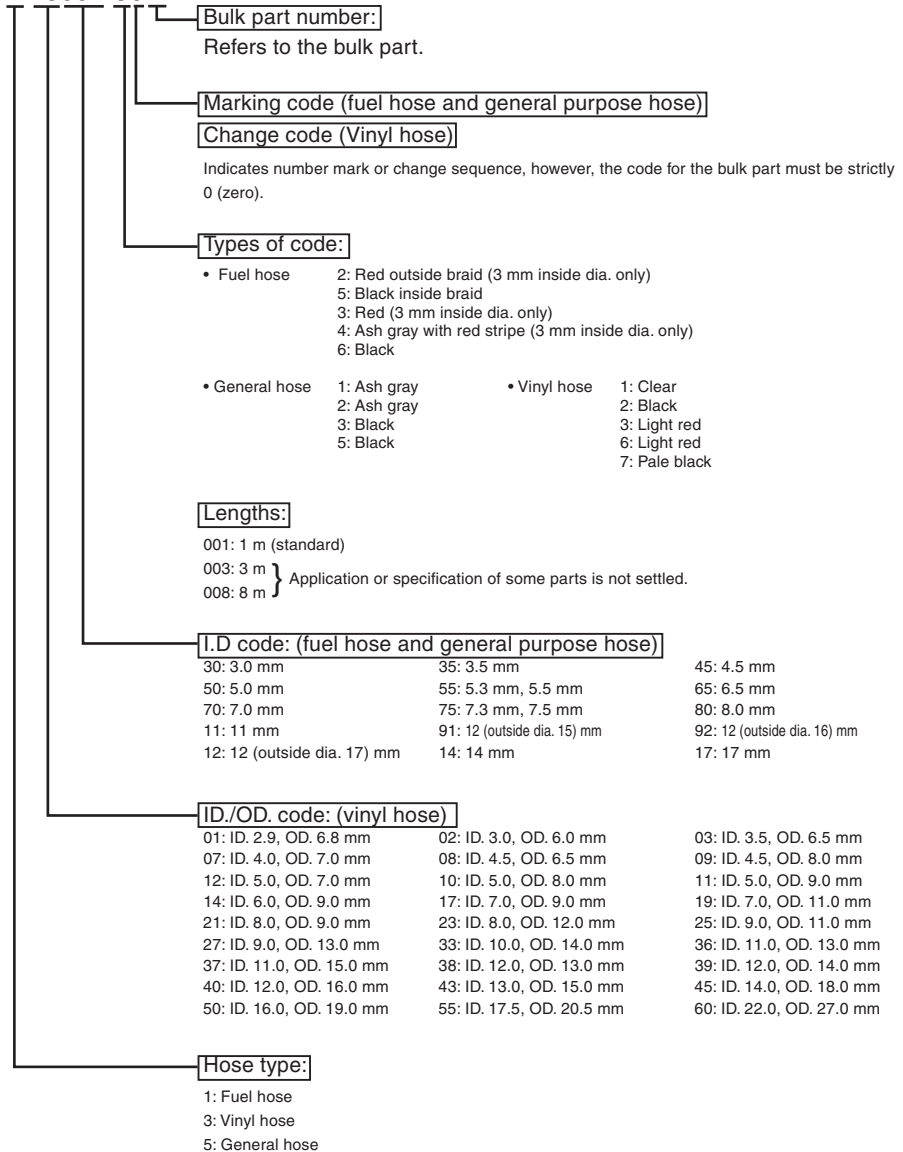 Bulk part number:
Refers to the bulk part.
Marking code (fuel hose and general purpose hose)
Change code (Vinyl hose)
Indicates number mark or change sequence, however, the code for the bulk part must be strictly
0 (zero).
Types of code:
• Fuel hose 2: Red outside braid (3 mm inside dia. only)
5: Black inside braid
3: Red (3 mm inside dia. only)
4: Ash gray with red stripe (3 mm inside dia. only)
6: Black
• General hose 1: Ash gray • Vinyl hose 1: Clear
2: Ash gray 2: Black
3: Black 3: Light red
5: Black 6: Light red
7: Pale black
Lengths:
001: 1 m (standard)
003: 3 m
008: 8 m } Application or specification of some parts is not settled.
I.D code: (fuel hose and general purpose hose)
30: 3.0 mm 35: 3.5 mm 45: 4.5 mm
50: 5.0 mm 55: 5.3 mm, 5.5 mm 65: 6.5 mm
70: 7.0 mm 75: 7.3 mm, 7.5 mm 80: 8.0 mm
11: 11 mm 91: 12 (outside dia. 15) mm 92: 12 (outside dia. 16) mm
12: 12 (outside dia. 17) mm 14: 14 mm 17: 17 mm
ID./OD. code: (vinyl hose)
01: ID. 2.9, OD. 6.8 mm 02: ID. 3.0, OD. 6.0 mm 03: ID. 3.5, OD. 6.5 mm
07: ID. 4.0, OD. 7.0 mm 08: ID. 4.5, OD. 6.5 mm 09: ID. 4.5, OD. 8.0 mm
12: ID. 5.0, OD. 7.0 mm 10: ID. 5.0, OD. 8.0 mm 11: ID. 5.0, OD. 9.0 mm
14: ID. 6.0, OD. 9.0 mm 17: ID. 7.0, OD. 9.0 mm 19: ID. 7.0, OD. 11.0 mm
21: ID. 8.0, OD. 9.0 mm 23: ID. 8.0, OD. 12.0 mm 25: ID. 9.0, OD. 11.0 mm
27: ID. 9.0, OD. 13.0 mm 33: ID. 10.0, OD. 14.0 mm 36: ID. 11.0, OD. 13.0 mm
37: ID. 11.0, OD. 15.0 mm 38: ID. 12.0, OD. 13.0 mm 39: ID. 12.0, OD. 14.0 mm
40: ID. 12.0, OD. 16.0 mm 43: ID. 13.0, OD. 15.0 mm 45: ID. 14.0, OD. 18.0 mm
50: ID. 16.0, OD. 19.0 mm 55: ID. 17.5, OD. 20.5 mm 60: ID. 22.0, OD. 27.0 mm
Hose type:
1: Fuel hose
3: Vinyl hose
5: General hose